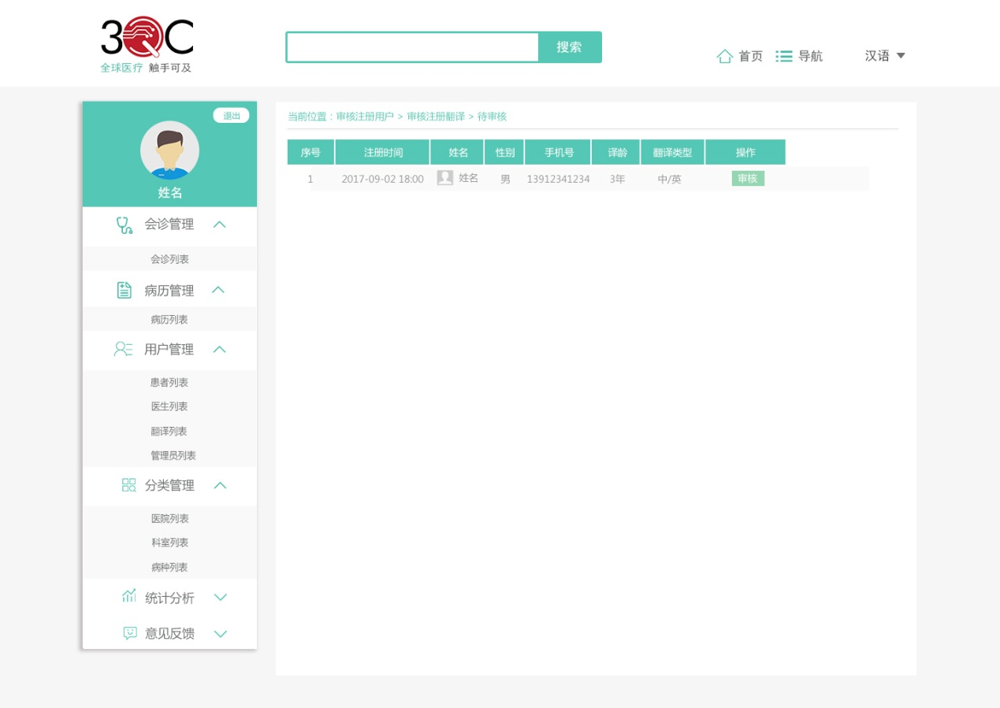 3QC
全球医疗 触手可及
搜索
首页
导航
汉语
退出
姓名
会诊管理
会诊列表
病历管理
病历列表
用户管理
患者列表
医生列表
翻译列表
管理员列表
分类管理
医院列表
科室列表
病种列表
统计分析
意见反馈
当前位置：审核注册用户 > 审核注册翻译 > 待审核
序号 注册时间 姓名 性别 手机号 译龄 翻译类型 操作
1 2017-09-02 18:00 姓名 男 13912341234 3年 中/英 审核